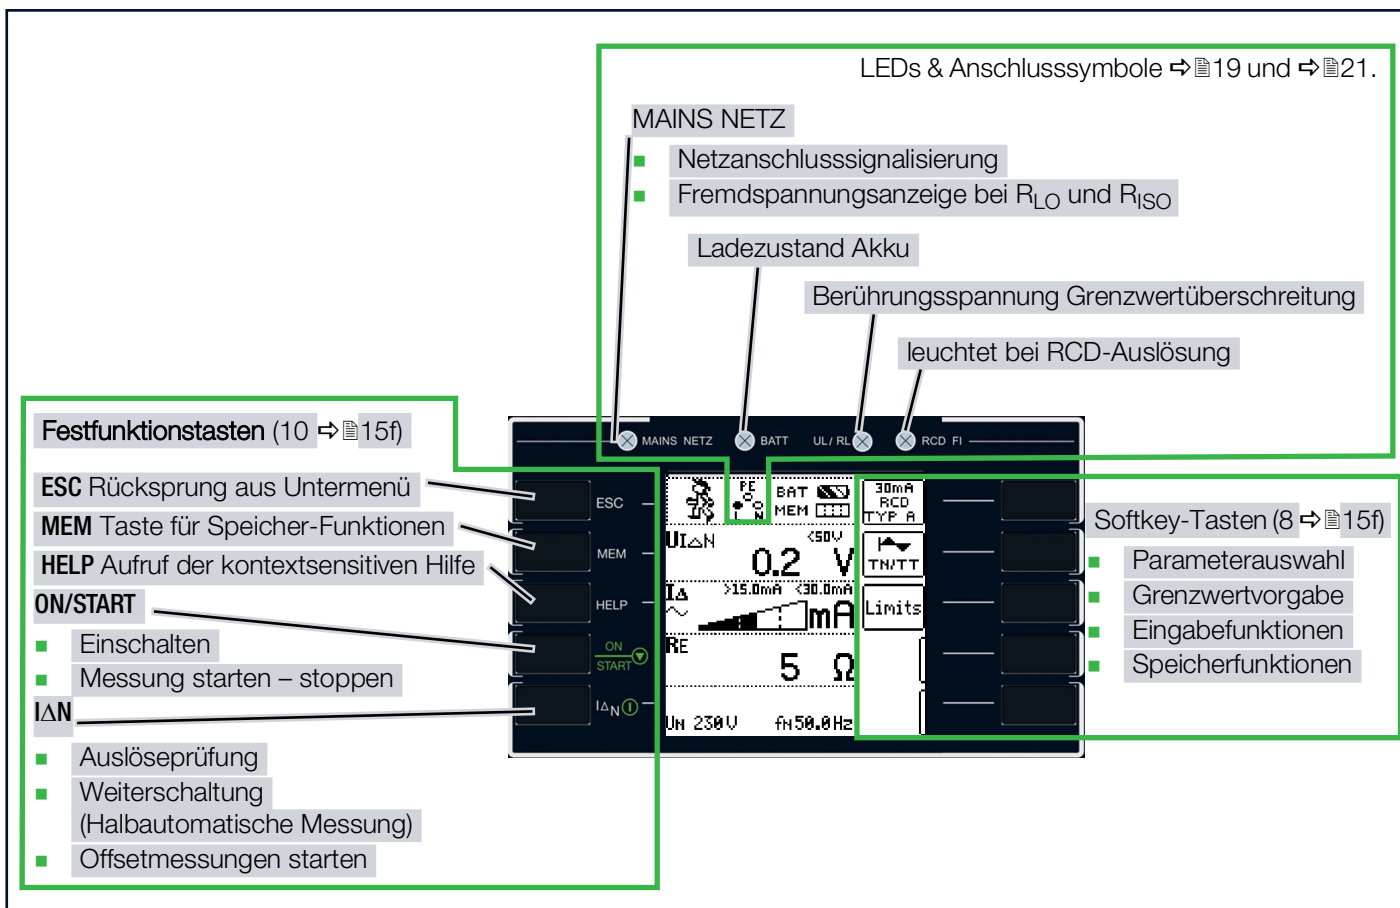 LEDs & Anschlusssymbole ⇨🖹19 und ⇨🖹21.
MAINS NETZ
Netzanschlusssignalisierung
Fremdspannungsanzeige bei RLO und RISO
Ladezustand Akku
Berührungsspannung Grenzwertüberschreitung
leuchtet bei RCD-Auslösung
Festfunktionstasten (10 ⇨🖹15f)
ESC Rücksprung aus Untermenü
MEM Taste für Speicher-Funktionen
HELP Aufruf der kontextsensitiven Hilfe
ON/START
Einschalten
Messung starten – stoppen
IΔN
Auslöseprüfung
Weiterschaltung
(Halbautomatische Messung)
Offsetmessungen starten
MAINS NETZ
BATT
UL/RL
RCD FI
ESC
MEM
HELP
ON
START
IΔN
PE
L N
BAT
MEM
UIΔN
<50V
0.2 V
IΔ
>15.0mA <30.0mA
mA
RE
5 Ω
UN 230V fN50.0Hz
30mA
RCD
TYP A
TN/TT
Limits
Softkey-Tasten (8 ⇨🖹15f)
Parameterauswahl
Grenzwertvorgabe
Eingabefunktionen
Speicherfunktionen